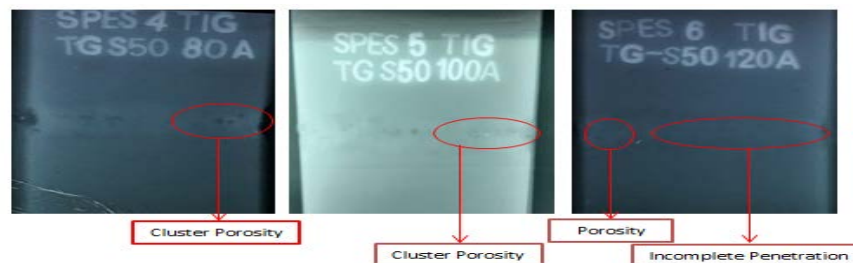 SPES 4 TIG
TG S50 80A
SPES 5 TIG
TG S50 100A
SPES 6 TIG
TG-S50 120A
Cluster Porosity
Cluster Porosity
Porosity
Incomplete Penetration